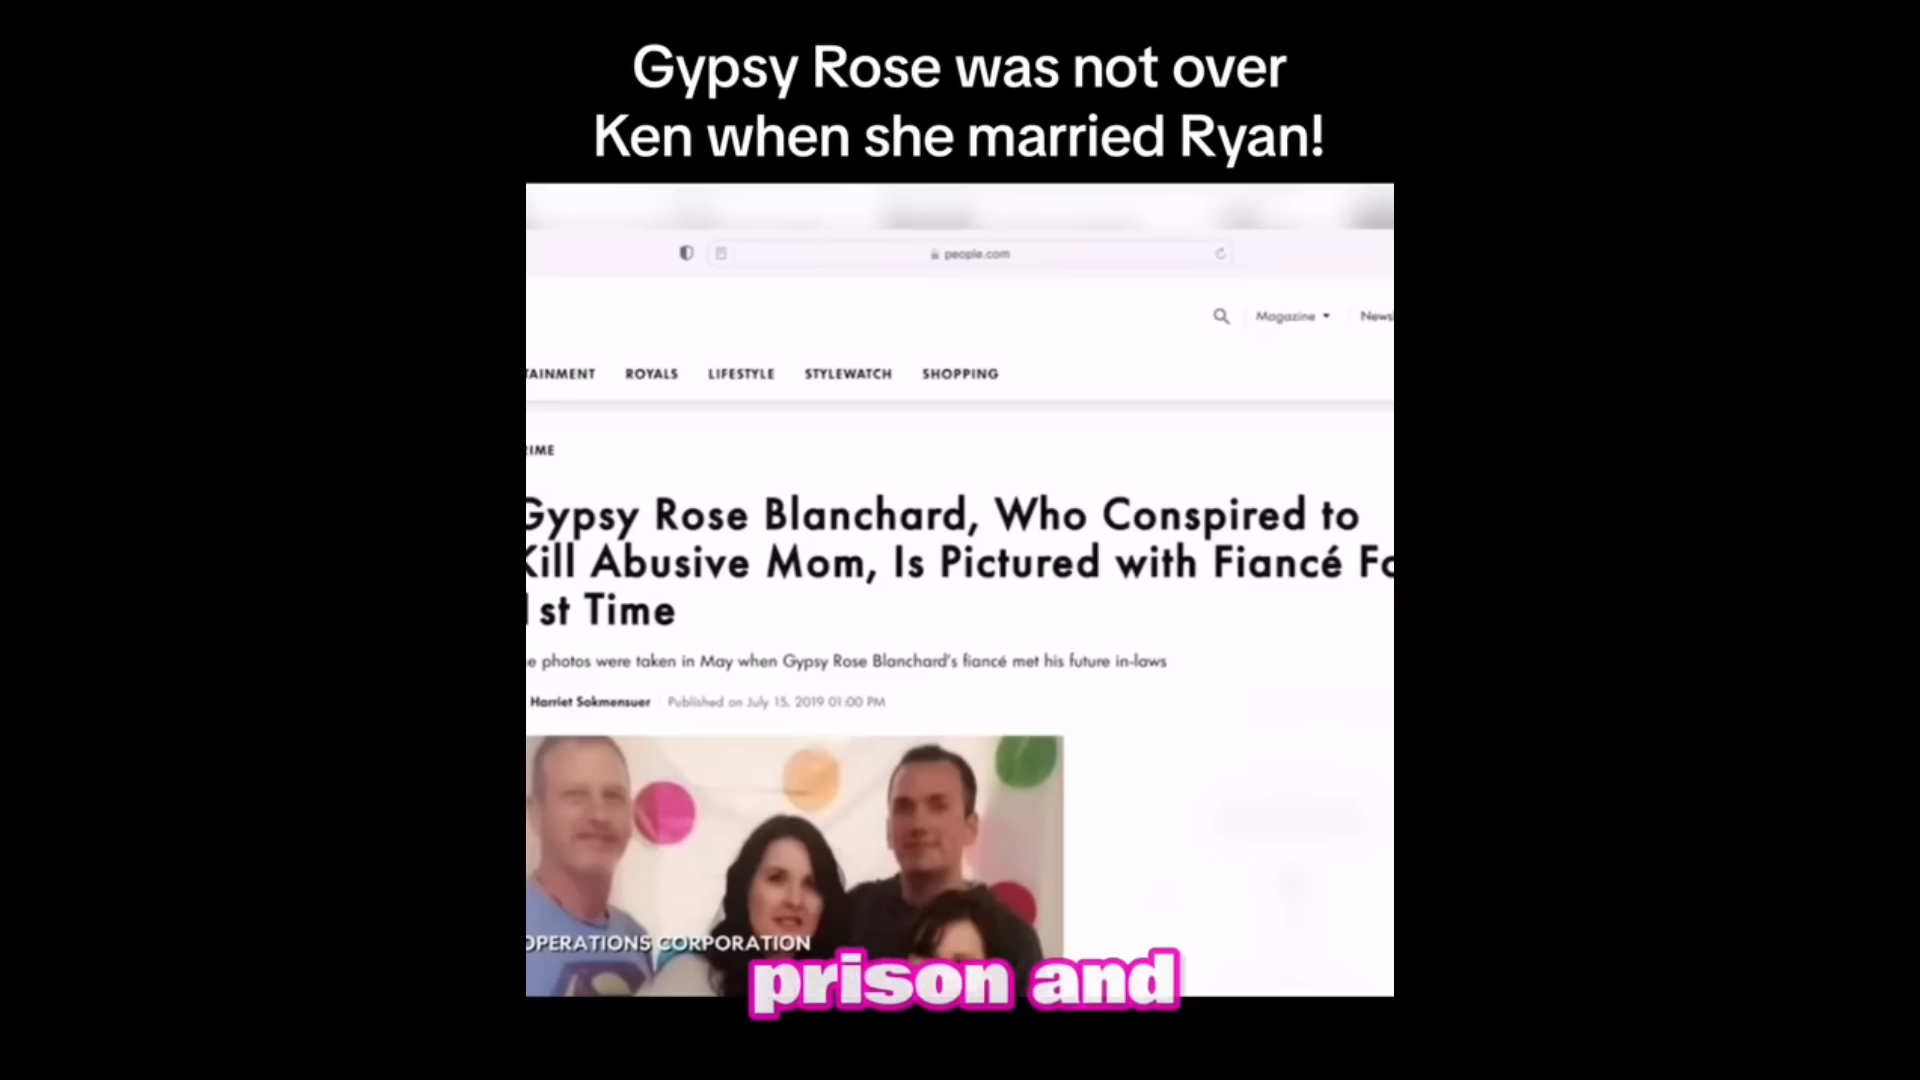 Gypsy Rose was not over
Ken when she married Ryan!
people.com
Magazine
News
TAINMENT ROYALS LIFESTYLE STYLEWATCH SHOPPING
RIME
Gypsy Rose Blanchard, Who Conspired to
Kill Abusive Mom, Is Pictured with Fiancé Fo
1st Time
e photos were taken in May when Gypsy Rose Blanchard's fiancé met his future in-laws
Harriet Sokmensuer Published on July 15, 2019 01:00 PM
OPERATIONS CORPORATION
prison and